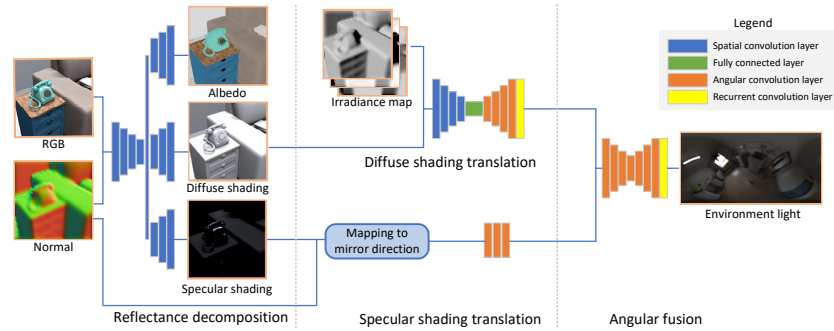 Legend
Spatial convolution layer
Fully connected layer
Angular convolution layer
Recurrent convolution layer
RGB
Normal
Albedo
Diffuse shading
Specular shading
Reflectance decomposition
Irradiance map
Diffuse shading translation
Mapping to
mirror direction
Specular shading translation
Environment light
Angular fusion